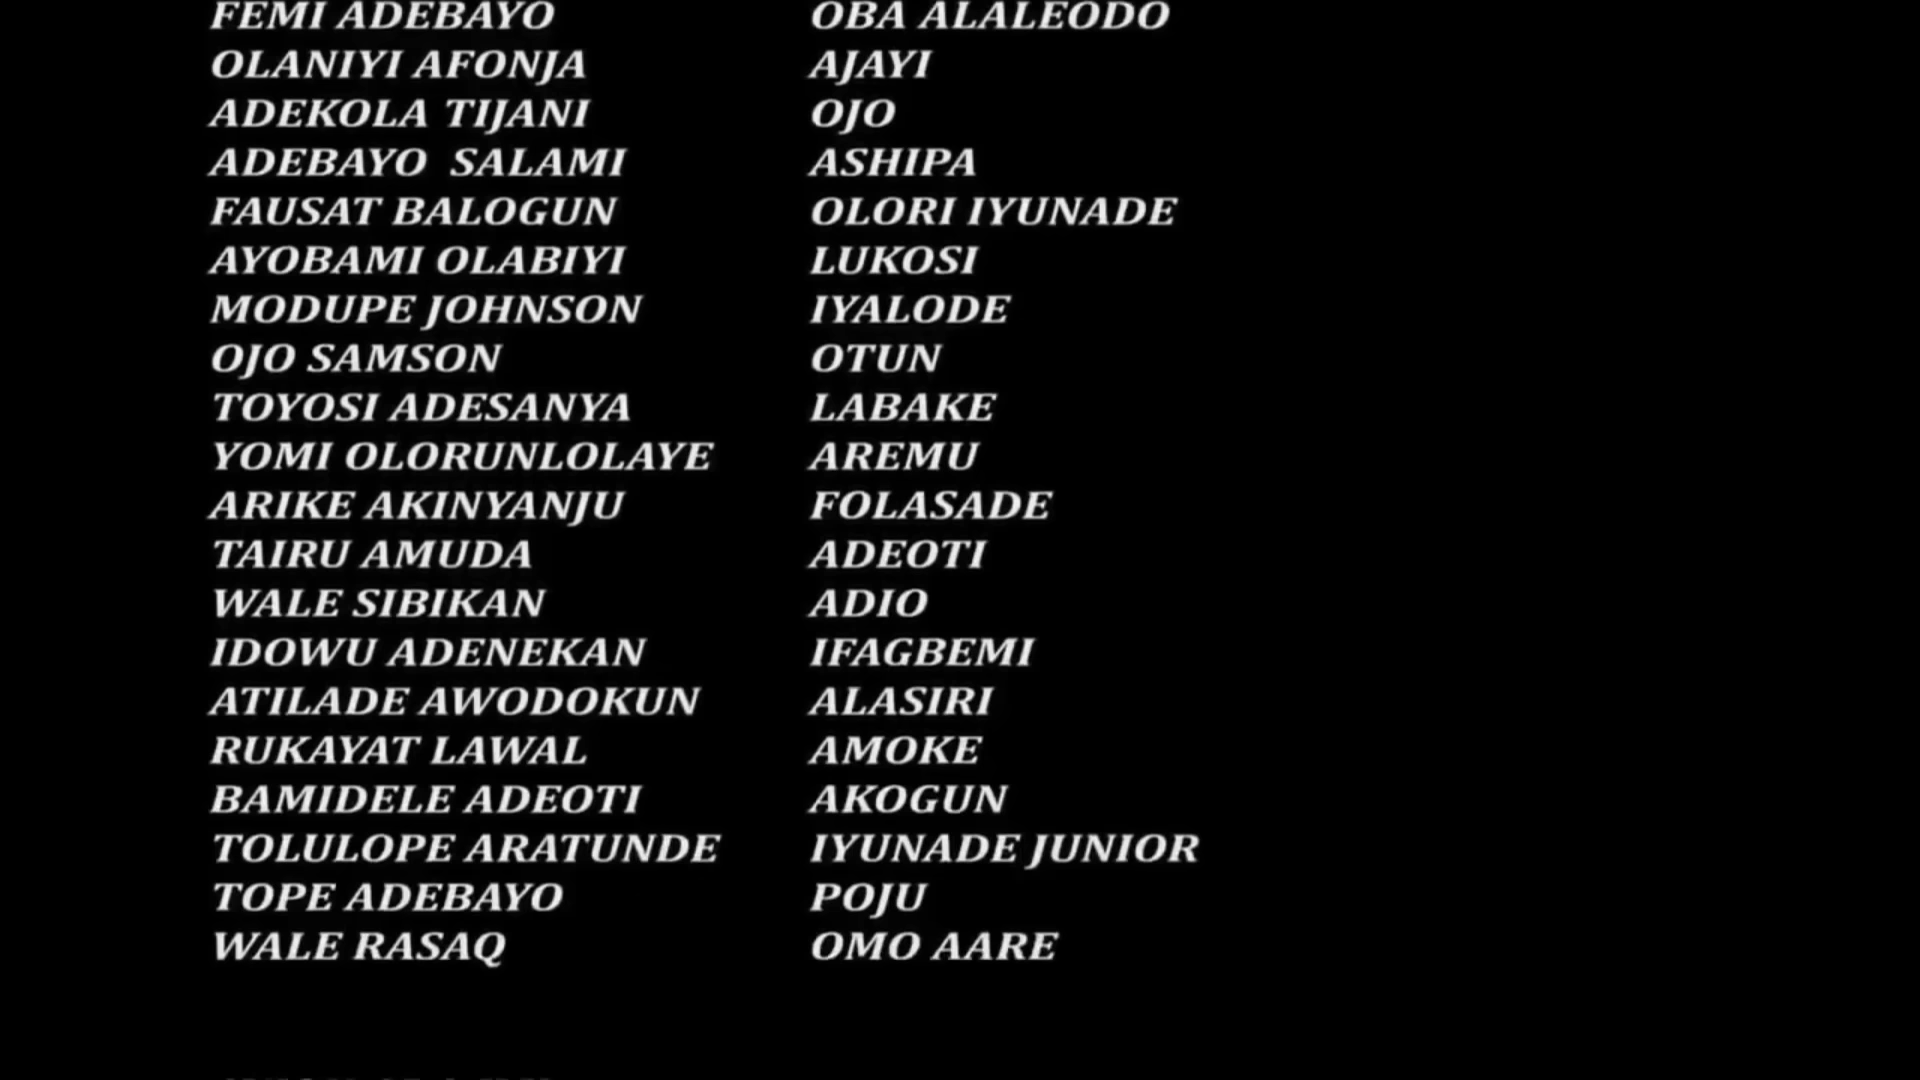 FEMI ADEBAYO OBA ALALEODO
OLANIYI AFONJA AJAYI
ADEKOLA TIJANI OJO
ADEBAYO SALAMI ASHIPA
FAUSAT BALOGUN OLORI IYUNADE
AYOBAMI OLABIYI LUKOSI
MODUPE JOHNSON IYALODE
OJO SAMSON OTUN
TOYOSI ADESANYA LABAKE
YOMI OLORUNLOLAYE AREMU
ARIKE AKINYANJU FOLASADE
TAIRU AMUDA ADEOTI
WALE SIBIKAN ADIO
IDOWU ADENEKAN IFAGBEMI
ATILADE AWODOKUN ALASIRI
RUKAYAT LAWAL AMOKE
BAMIDELE ADEOTI AKOGUN
TOLULOPE ARATUNDE IYUNADE JUNIOR
TOPE ADEBAYO POJU
WALE RASAQ OMO AARE